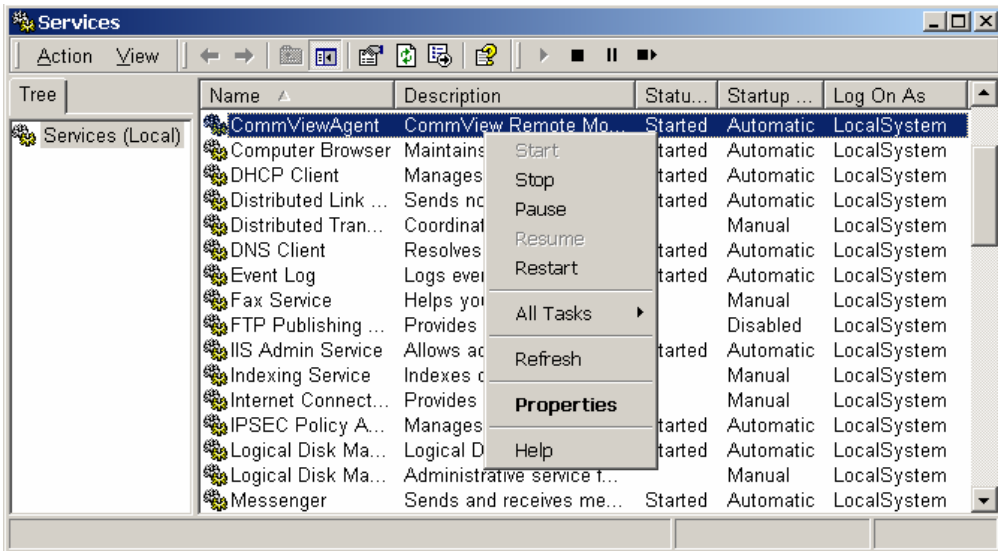 Services
Action View
Tree
Name Description Statu... Startup ... Log On As
Services (Local)
CommViewAgent CommView Remote Mo... Started Automatic LocalSystem
Computer Browser Maintains tarted Automatic LocalSystem
DHCP Client Manages tarted Automatic LocalSystem
Distributed Link ... Sends no tarted Automatic LocalSystem
Distributed Tran... Coordinat Manual LocalSystem
DNS Client Resolves tarted Automatic LocalSystem
Event Log Logs ever tarted Automatic LocalSystem
Fax Service Helps you Manual LocalSystem
FTP Publishing ... Provides Disabled LocalSystem
IIS Admin Service Allows ad tarted Automatic LocalSystem
Indexing Service Indexes c Manual LocalSystem
Internet Connect... Provides Manual LocalSystem
IPSEC Policy A... Manages tarted Automatic LocalSystem
Logical Disk Ma... Logical D tarted Automatic LocalSystem
Logical Disk Ma... Administrative service f... Manual LocalSystem
Messenger Sends and receives me... Started Automatic LocalSystem
Start
Stop
Pause
Resume
Restart
All Tasks
Refresh
Properties
Help